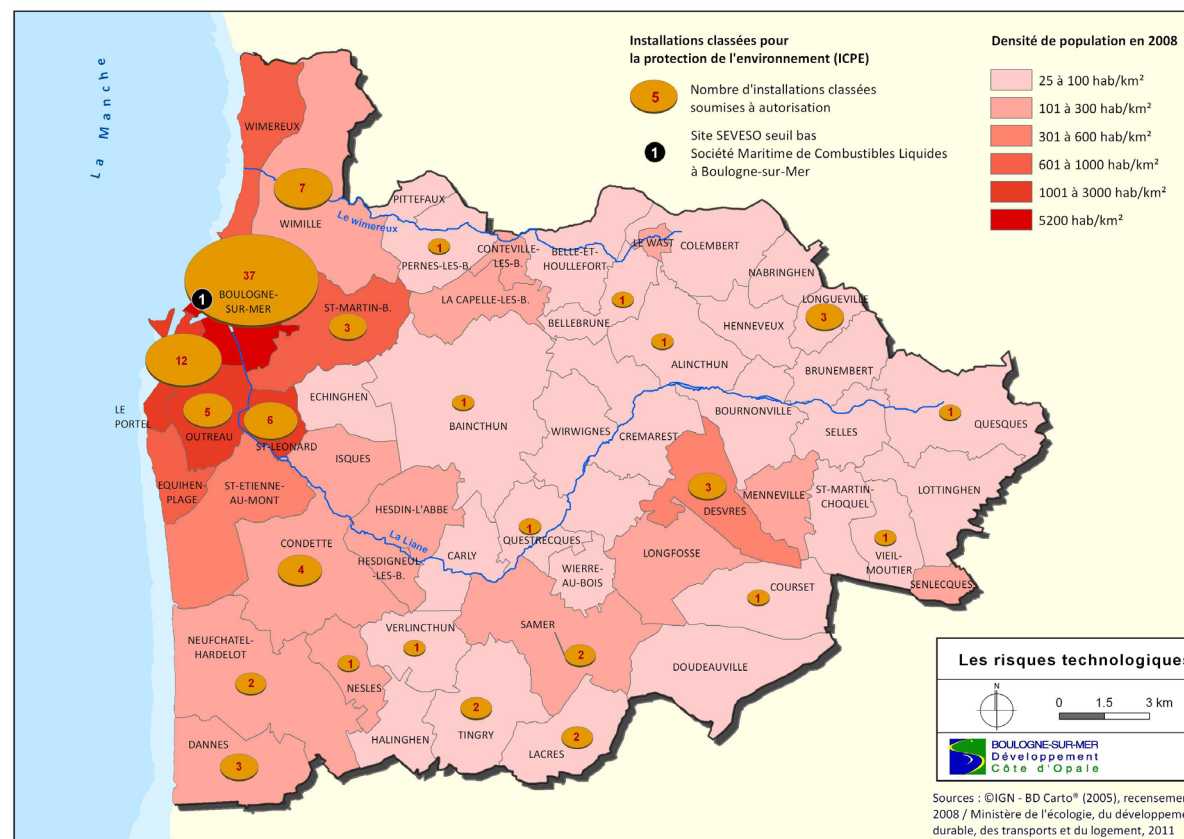 La Manche
Installations classées pour
la protection de l'environnement (ICPE)
5
Nombre d'installations classées
soumises à autorisation
1
Site SEVESO seuil bas
Société Maritime de Combustibles Liquides
à Boulogne-sur-Mer
Densité de population en 2008
25 à 100 hab/km²
101 à 300 hab/km²
301 à 600 hab/km²
601 à 1000 hab/km²
1001 à 3000 hab/km²
5200 hab/km²
WIMEREUX
7
WIMILLE
Le wimereux
PITTEFAUX
1
PERNES-LES-B.
CONTEVILLE-
LES-B.
BELLE-ET-
HOULLEFORT
LE WAST
COLEMBERT
NABRINGHEN
37
BOULOGNE-
SUR-MER
1
ST-MARTIN-B.
3
LA CAPELLE-LES-B.
1
BELLEBRUNE
1
ALINCTHUN
HENNEVEUX
LONGUEVILLE
3
BRUNEMBERT
12
LE
PORTEL
5
OUTREAU
6
ST-LEONARD
ECHINGHEN
1
BAINCTHUN
WIRWIGNES
CREMAREST
BOURNONVILLE
SELLES
1
QUESQUES
EQUIHEN-
PLAGE
ST-ETIENNE-
AU-MONT
ISQUES
HESDIN-L'ABBE
3
DESVRES
MENNEVILLE
ST-MARTIN-
CHOQUEL
LOTTINGHEN
La Liane
1
QUESTRECQUES
1
VIEIL-
MOUTIER
CONDETTE
4
HESDIGNEUL-
LES-B.
CARLY
WIERRE-
AU-BOIS
LONGFOSSE
SENLECQUES
COURSET
1
NEUFCHATEL-
HARDELOT
2
1
NESLES
VERLINCTHUN
1
SAMER
2
DOUDEAUVILLE
DANNES
3
HALINGHEN
2
TINGRY
2
LACRES
Les risques technologiques
N
0 1.5 3 km
BOULOGNE-SUR-MER
Développement
Côte d'Opale
Sources : ©IGN - BD Carto® (2005), recensemen
2008 / Ministère de l'écologie, du développeme
durable, des transports et du logement, 2011